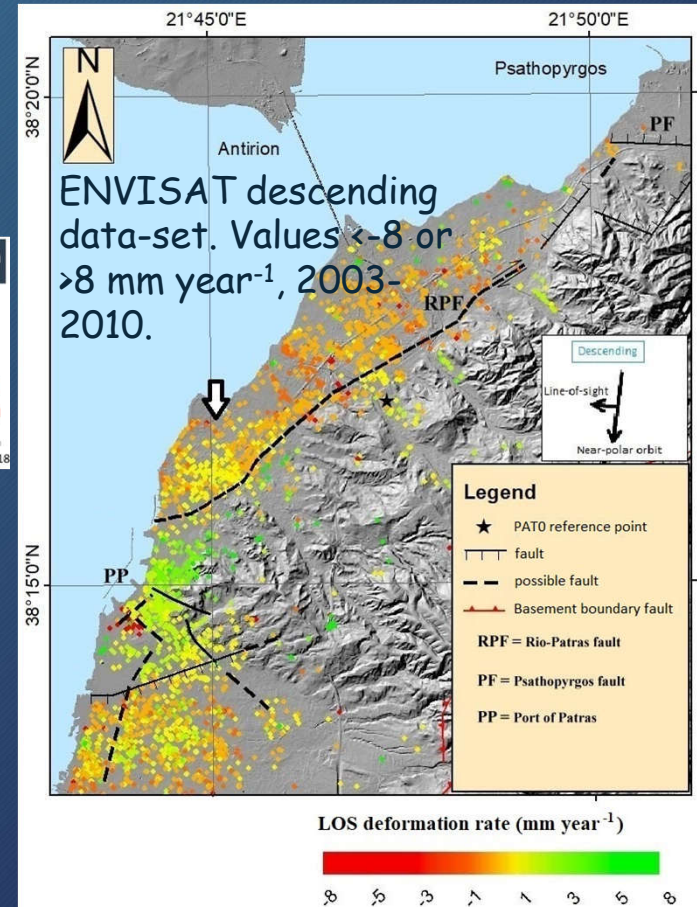 21°45'0"E
21°50'0"E
38°20'0"N
38°15'0"N
N
Psathopyrgos
PF
Antirion
ENVISAT descending
data-set. Values <-8 or
>8 mm year-1, 2003-
2010.
RPF
Descending
Line-of-sight
Near-polar orbit
PP
Legend
PAT0 reference point
fault
possible fault
Basement boundary fault
RPF = Rio-Patras fault
PF = Psathopyrgos fault
PP = Port of Patras
LOS deformation rate (mm year -1)
-8 -5 -3 -1 1 3 5 8
18